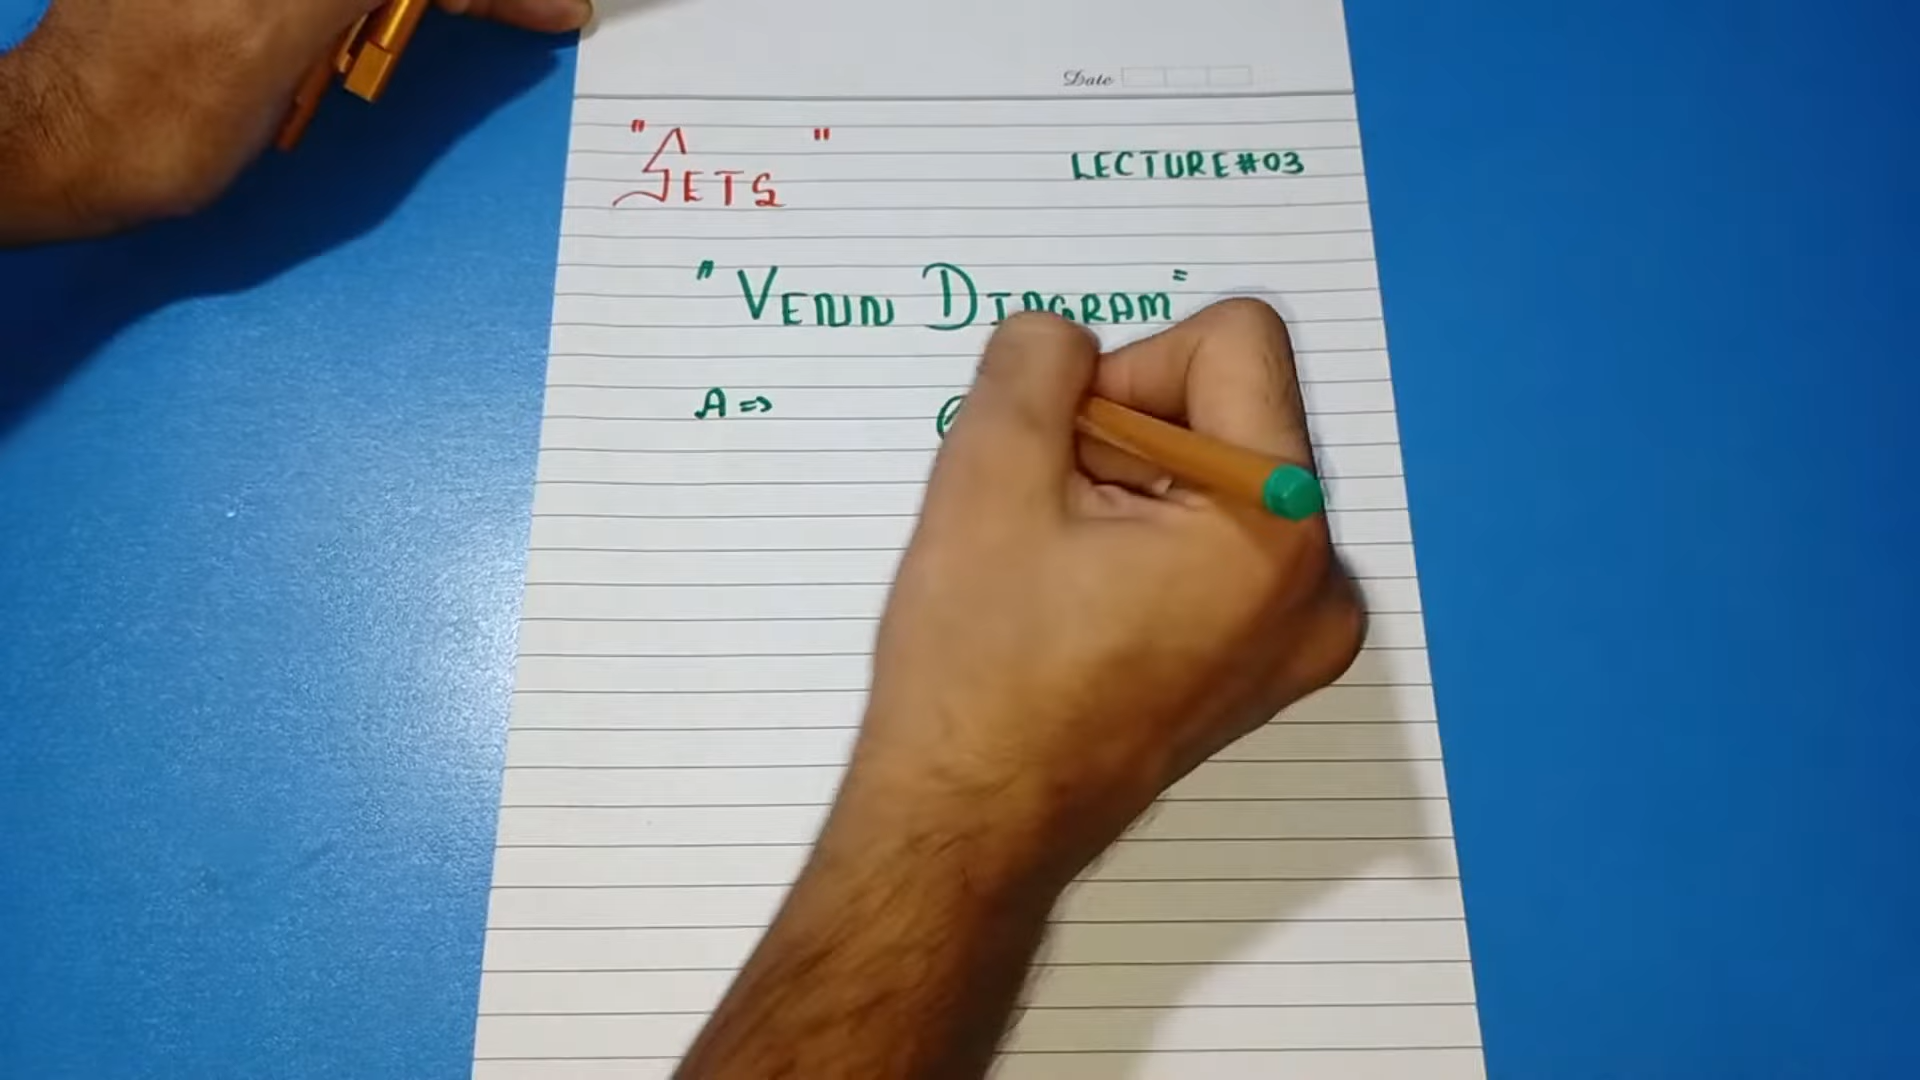 Date
"SETS"
LECTURE#03
"VENN DIAGRAM"
A =>